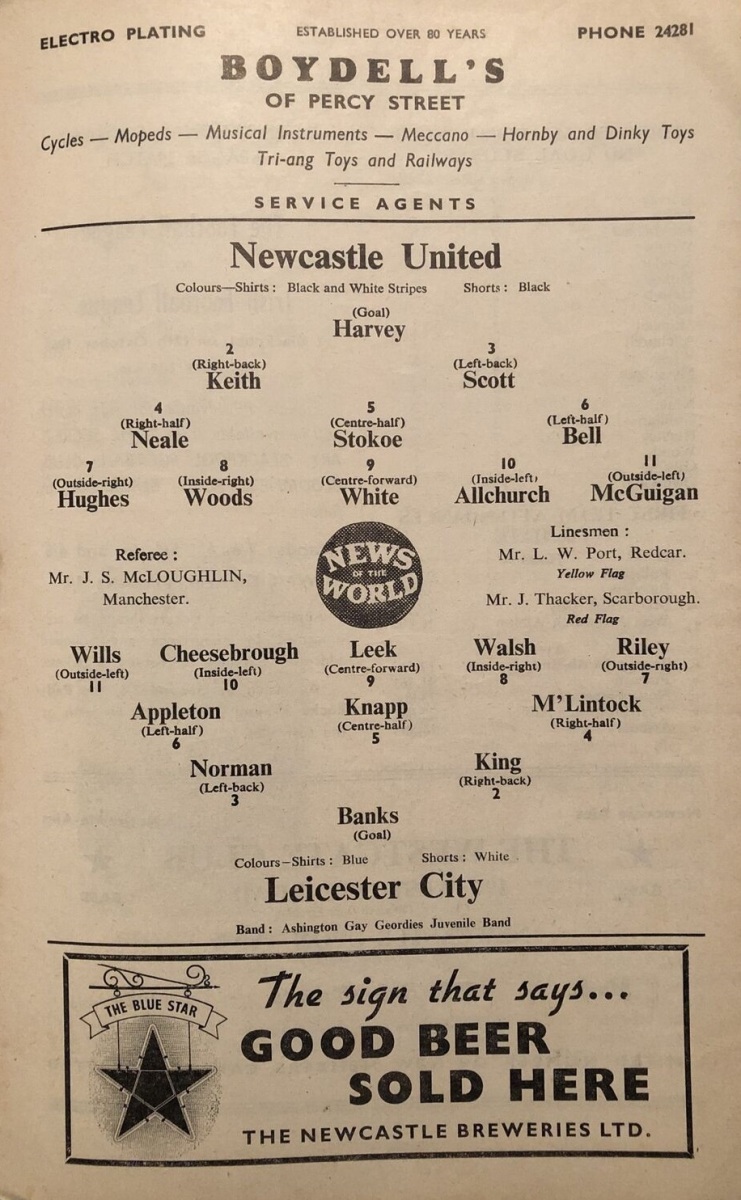 ELECTRO PLATING ESTABLISHED OVER 80 YEARS PHONE 24281
BOYDELL'S
OF PERCY STREET
Cycles — Mopeds — Musical Instruments — Meccano — Hornby and Dinky Toys
Tri-ang Toys and Railways
SERVICE AGENTS
Newcastle United
Colours—Shirts : Black and White Stripes Shorts : Black
(Goal)
Harvey
2 3
(Right-back) (Left-back)
Keith Scott
4 5 6
(Right-half) (Centre-half) (Left-half)
Neale Stokoe Bell
7 8 9 10 11
(Outside-right) (Inside-right) (Centre-forward) (Inside-left) (Outside-left)
Hughes Woods White Allchurch McGuigan
Referee :
Mr. J. S. McLOUGHLIN,
Manchester.
NEWS
OF THE
WORLD
Linesmen :
Mr. L. W. Port, Redcar.
Yellow Flag
Mr. J. Thacker, Scarborough.
Red Flag
Wills Cheesebrough Leek Walsh Riley
(Outside-left) (Inside-left) (Centre-forward) (Inside-right) (Outside-right)
11 10 9 8 7
Appleton Knapp M'Lintock
(Left-half) (Centre-half) (Right-half)
6 5 4
Norman King
(Left-back) (Right-back)
3 2
Banks
(Goal)
Colours—Shirts : Blue Shorts : White
Leicester City
Band : Ashington Gay Geordies Juvenile Band
THE BLUE STAR
The sign that says...
GOOD BEER
SOLD HERE
THE NEWCASTLE BREWERIES LTD.